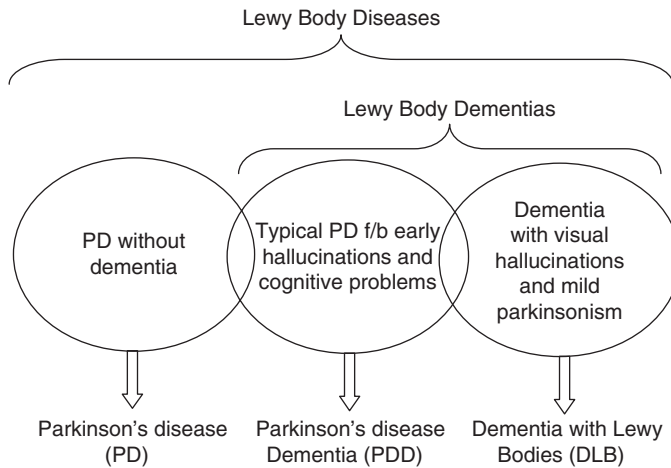 Lewy Body Diseases
Lewy Body Dementias
PD without
dementia
Typical PD f/b early
hallucinations and
cognitive problems
Dementia
with visual
hallucinations
and mild
parkinsonism
Parkinson’s disease
(PD)
Parkinson’s disease
Dementia (PDD)
Dementia with Lewy
Bodies (DLB)